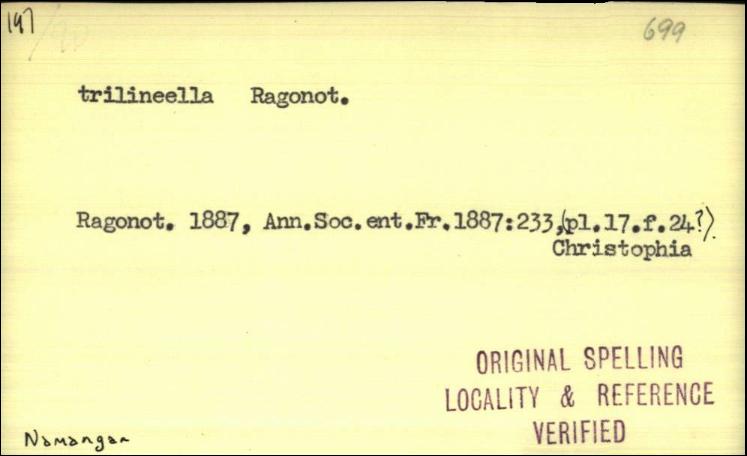 197
699
trilineella Ragonot.
Ragonot. 1887, Ann.Soc.ent.Fr.1887:233,(pl.17.f.24?).
Christophia
ORIGINAL SPELLING
LOCALITY & REFERENCE
VERIFIED
Namangan